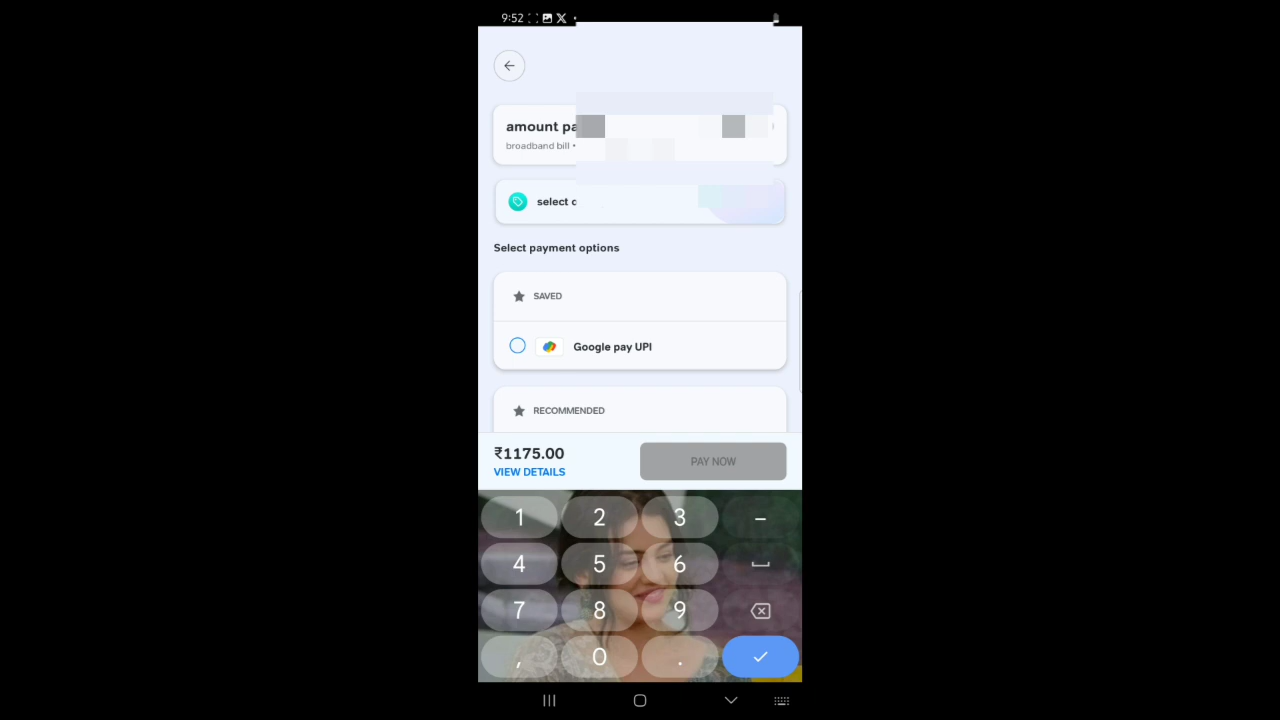 9:52
amount pa
broadband bill •
select c
Select payment options
SAVED
Google pay UPI
RECOMMENDED
₹1175.00
VIEW DETAILS
PAY NOW
1 2 3 –
4 5 6
7 8 9
, 0 .